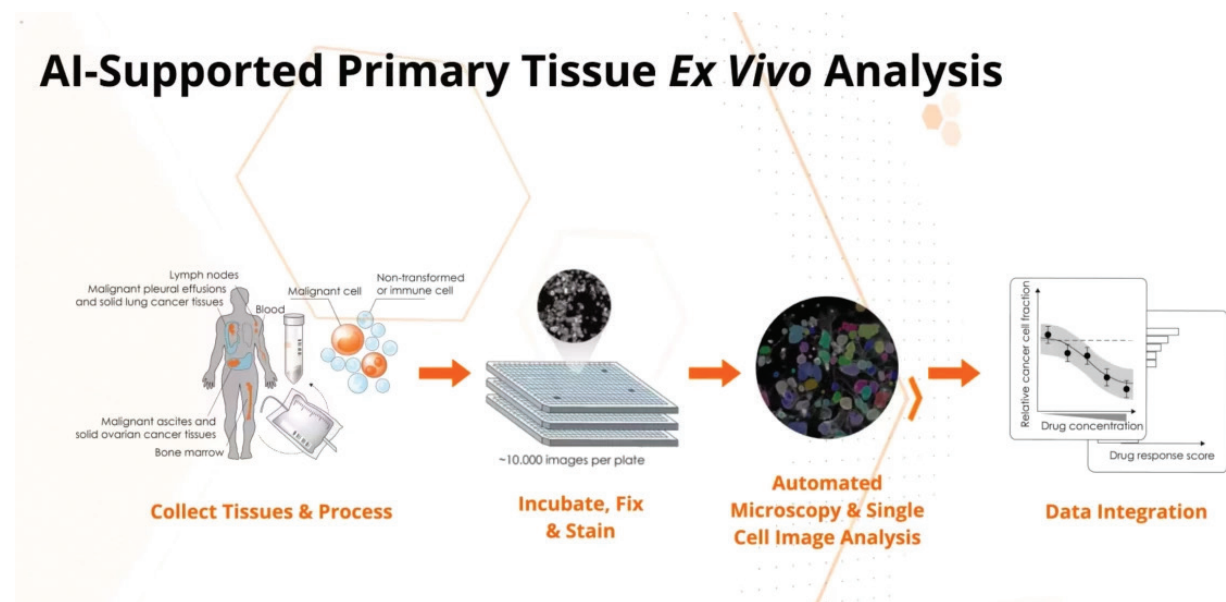 AI-Supported Primary Tissue Ex Vivo Analysis
Lymph nodes
Malignant pleural effusions
and solid lung cancer tissues
Blood
Malignant cell
Non-transformed
or immune cell
Malignant ascites and
solid ovarian cancer tissues
Bone marrow
Collect Tissues & Process
~10.000 images per plate
Incubate, Fix
& Stain
Automated
Microscopy & Single
Cell Image Analysis
Relative cancer cell fraction
Drug concentration
Drug response score
Data Integration